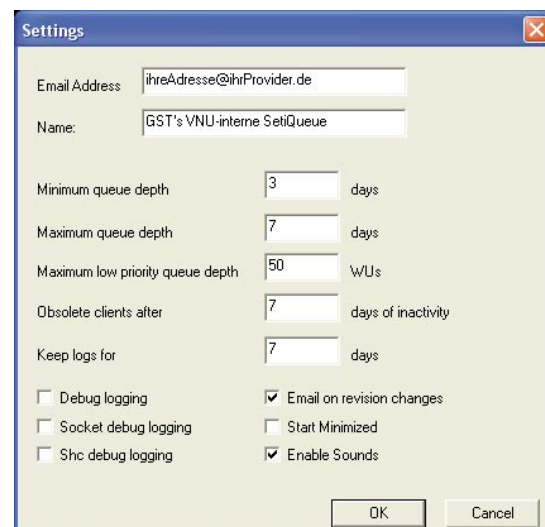 Settings
Email Address ihreAdresse@ihrProvider.de
Name: GST's VNU-interne SetiQueue
Minimum queue depth 3 days
Maximum queue depth 7 days
Maximum low priority queue depth 50 WUs
Obsolete clients after 7 days of inactivity
Keep logs for 7 days
Debug logging Email on revision changes
Socket debug logging Start Minimized
Shc debug logging Enable Sounds
OK Cancel